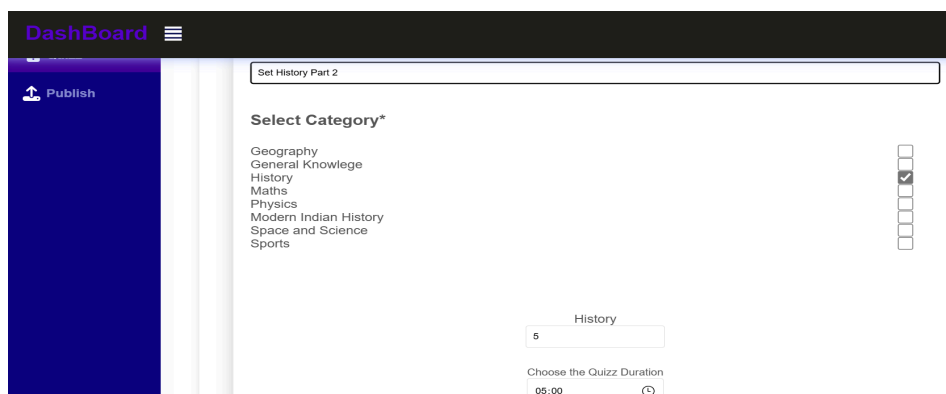 DashBoard
Publish
Set History Part 2
Select Category*
Geography
General Knowlege
History
Maths
Physics
Modern Indian History
Space and Science
Sports
History
5
Choose the Quizz Duration
05:00